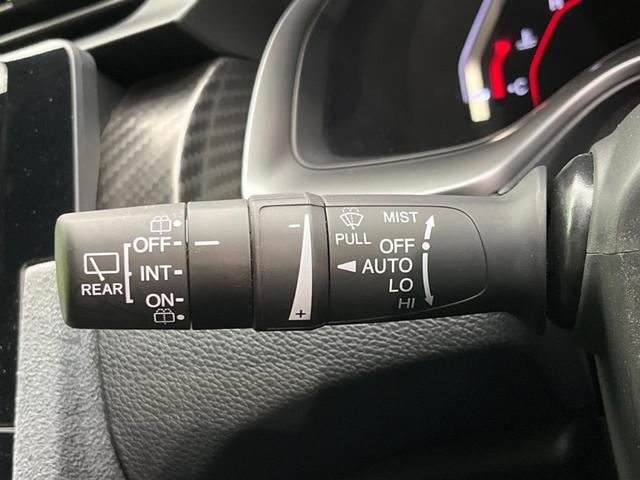 OFF
INT
ON
REAR
-
+
MIST
PULL
OFF
AUTO
LO
HI
°C